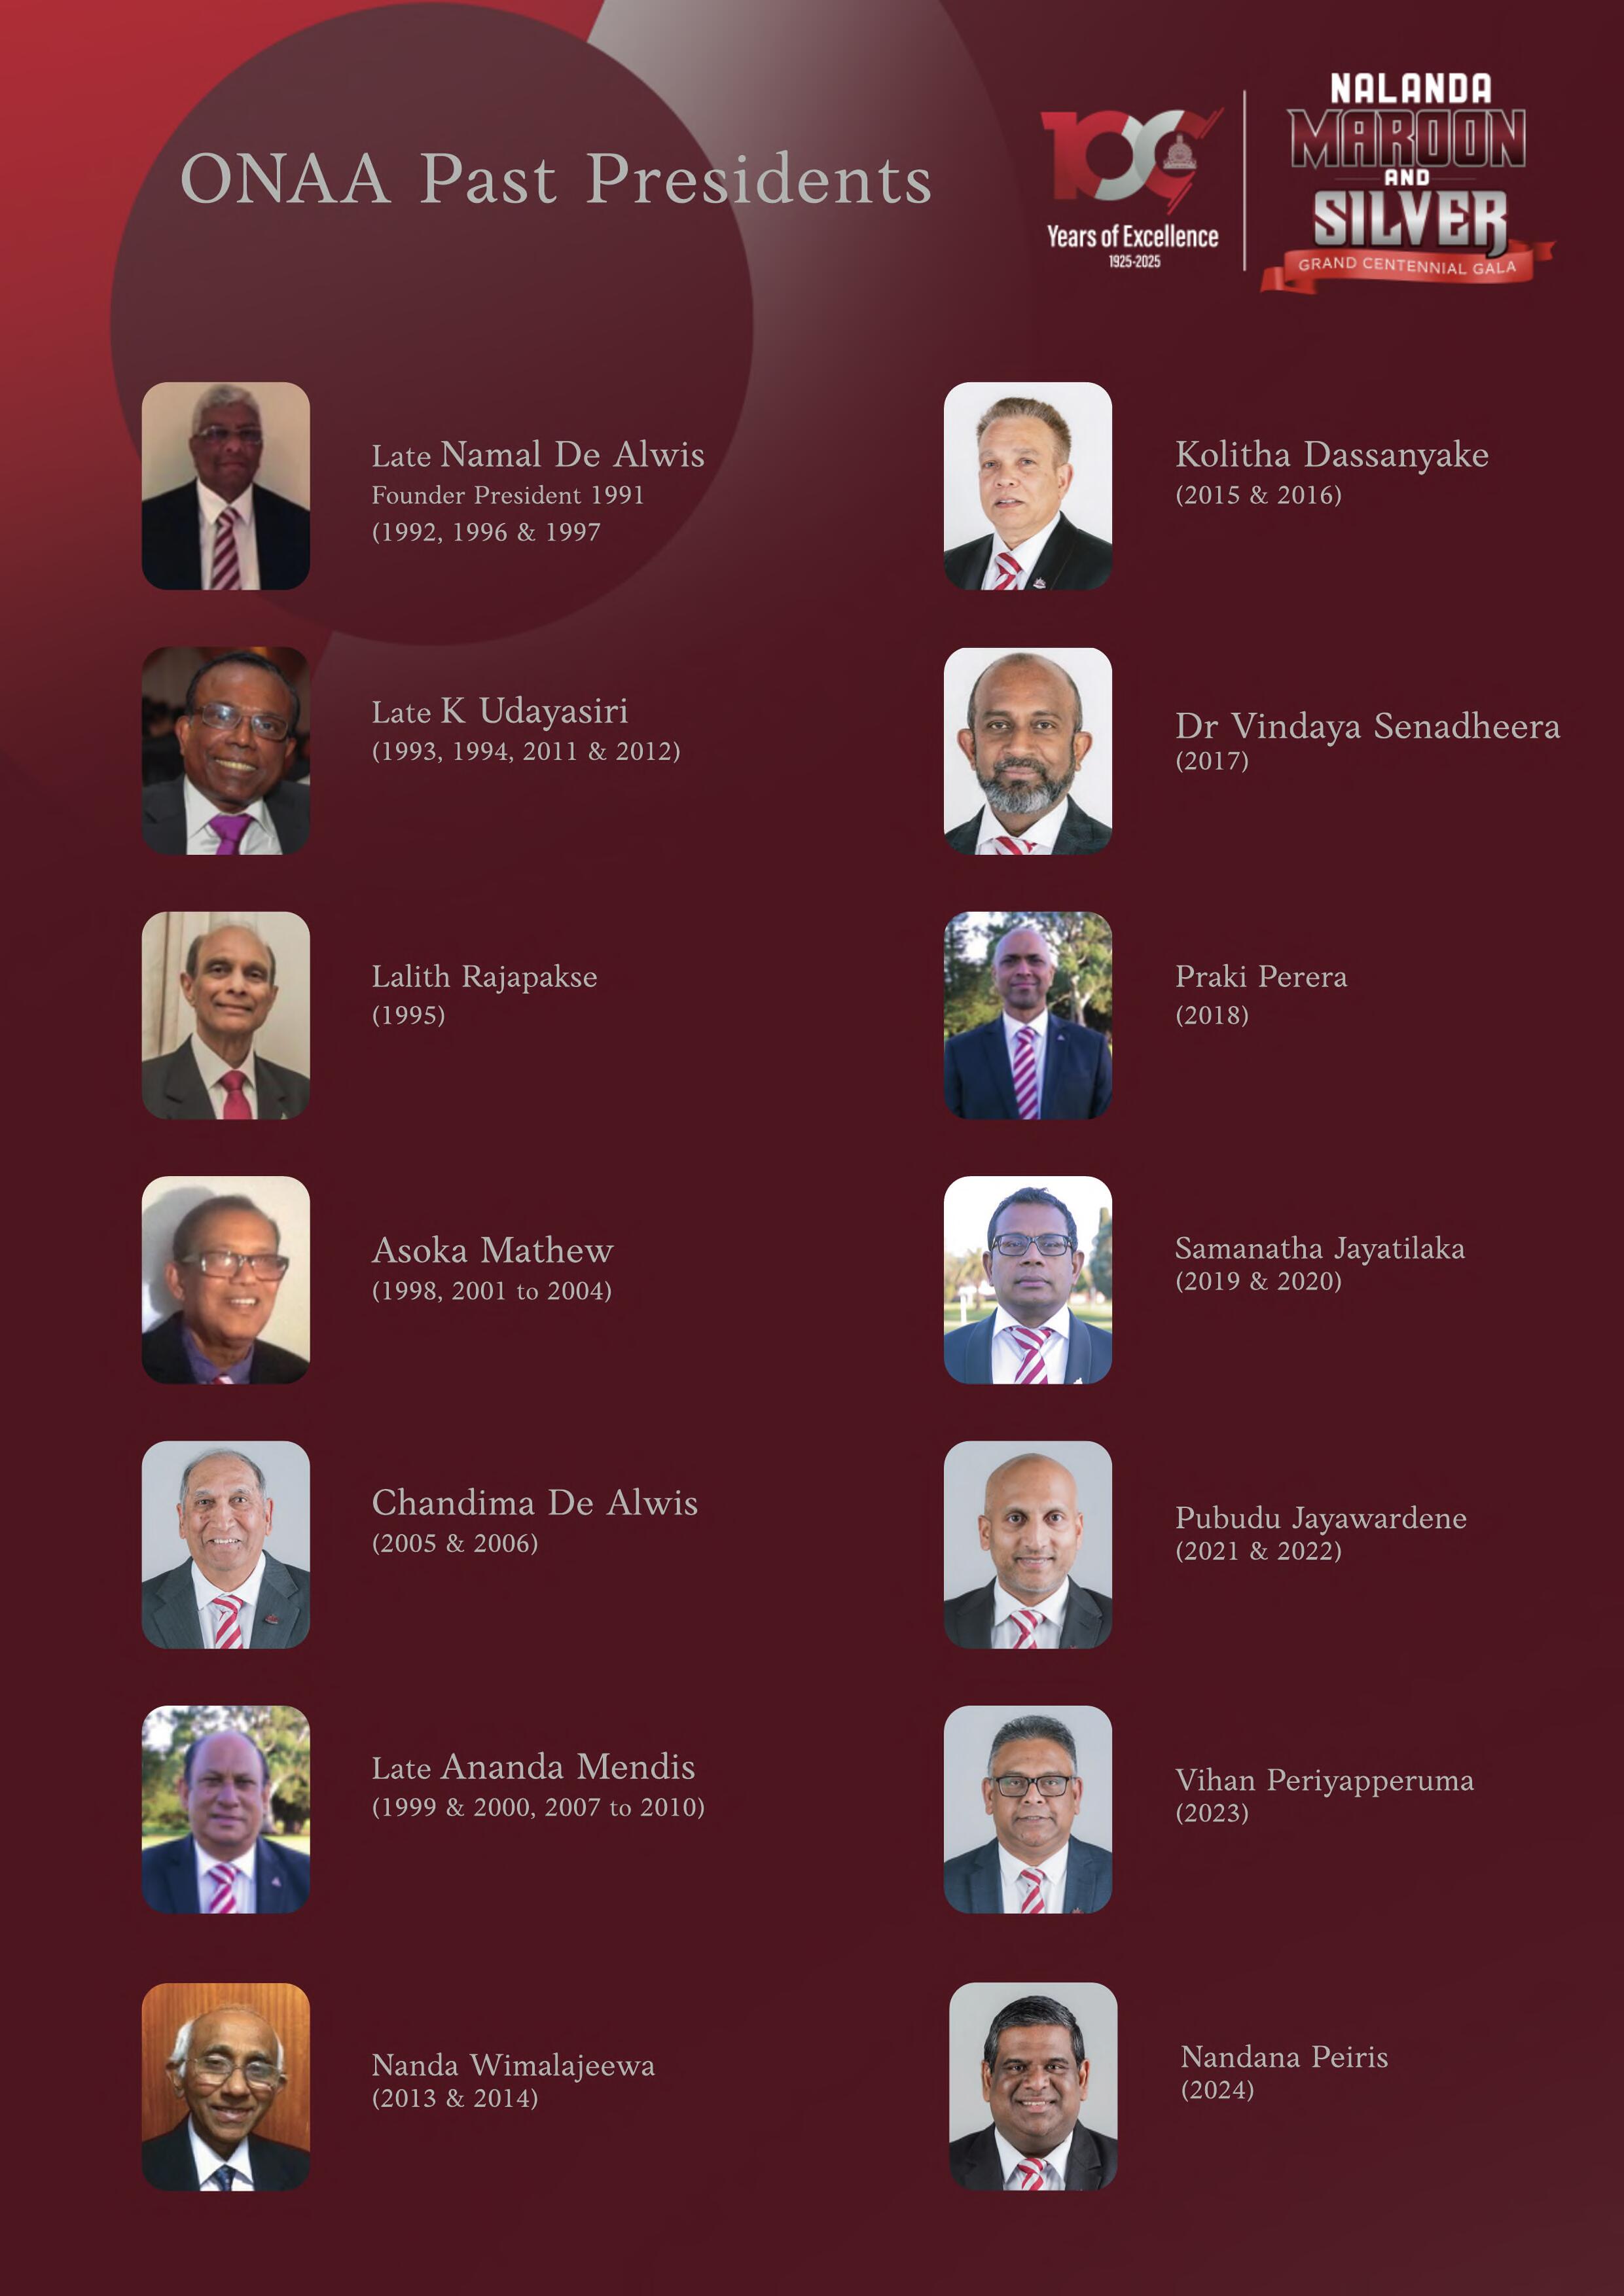 ONAA Past Presidents
100
Years of Excellence
1925-2025
NALANDA
MAROON
AND
SILVER
GRAND CENTENNIAL GALA
Late Namal De Alwis
Founder President 1991
(1992, 1996 & 1997
Late K Udayasiri
(1993, 1994, 2011 & 2012)
Lalith Rajapakse
(1995)
Asoka Mathew
(1998, 2001 to 2004)
Chandima De Alwis
(2005 & 2006)
Late Ananda Mendis
(1999 & 2000, 2007 to 2010)
Nanda Wimalajeewa
(2013 & 2014)
Kolitha Dassanyake
(2015 & 2016)
Dr Vindaya Senadheera
(2017)
Praki Perera
(2018)
Samanatha Jayatilaka
(2019 & 2020)
Pubudu Jayawardene
(2021 & 2022)
Vihan Periyapperuma
(2023)
Nandana Peiris
(2024)